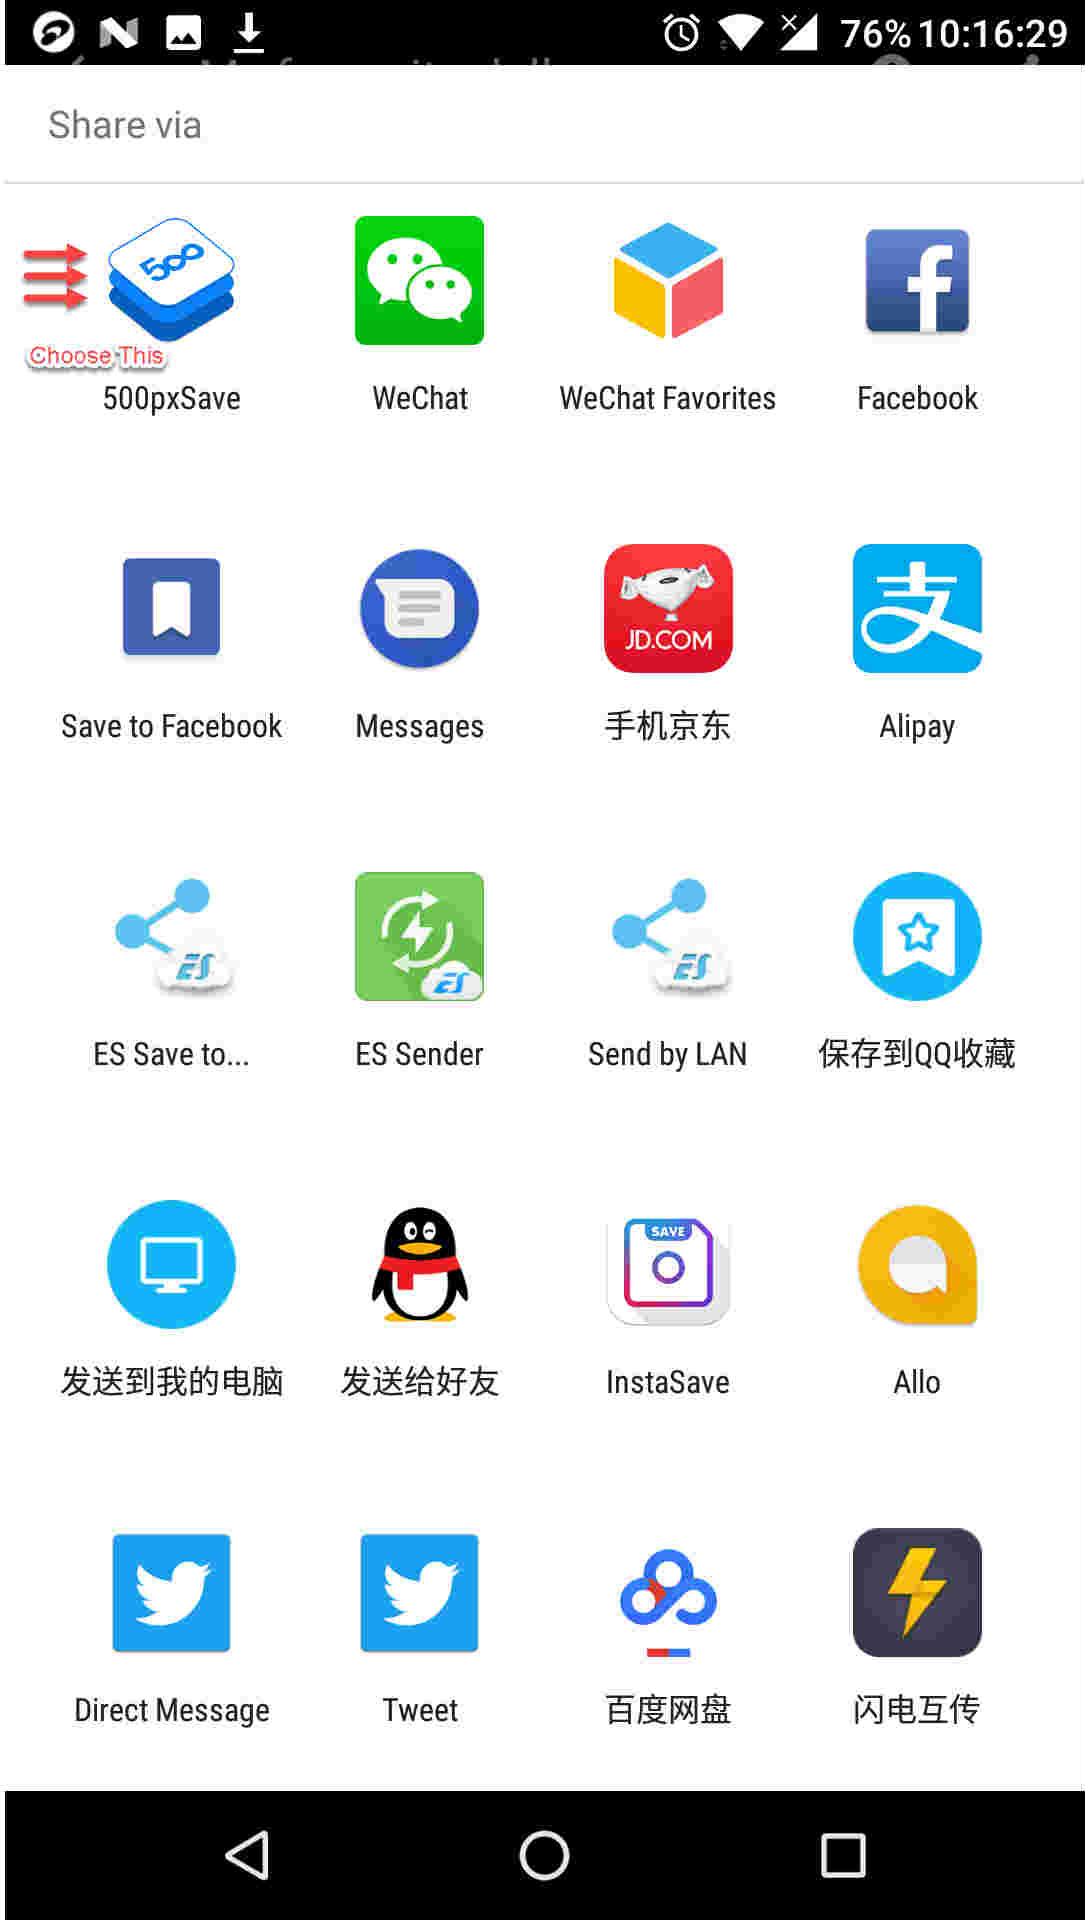 76% 10:16:29
Share via
500
Choose This
500pxSave
WeChat
WeChat Favorites
Facebook
JD.COM
支
Save to Facebook
Messages
手机京东
Alipay
ES
ES
ES
ES Save to...
ES Sender
Send by LAN
保存到QQ收藏
SAVE
发送到我的电脑
发送给好友
InstaSave
Allo
Direct Message
Tweet
百度网盘
闪电互传